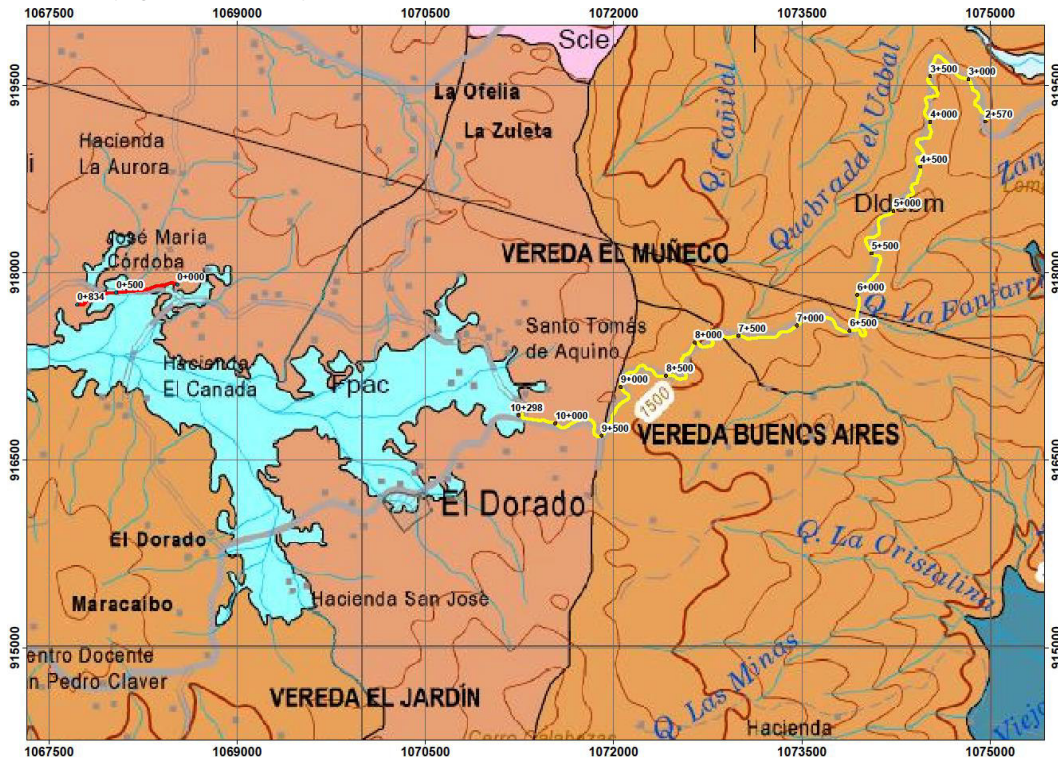 1067500 1069000 1070500 1072000 1073500 1075000
Scle
919500
3+500
3+000
La Ofelia
2+570
4+000
La Zuleta
Q. Cañital
Quebrada el Uabal
Hacienda
La Aurora
4+500
Zan
5+000
José Maria
Córdoba
VEREDA EL MUÑECO
5+500
918000
0+000
0+500
0+834
6+000
Q. La Fanfarri
6+500
7+000
7+500
8+000
Santo Tomás
de Aquino
Hacienda
El Canada
Fpac
8+500
9+000
1500
10+298
10+000
9+500
VEREDA BUENOS AIRES
916500
El Dorado
El Dorado
Q. La Cristalina
Maracaibo
Hacienda San José
915000
entro Docente
n Pedro Claver
VEREDA EL JARDÍN
Q. Las Minas
Hacienda
Viejo
1067500 1069000 1070500 1072000 1073500 1075000